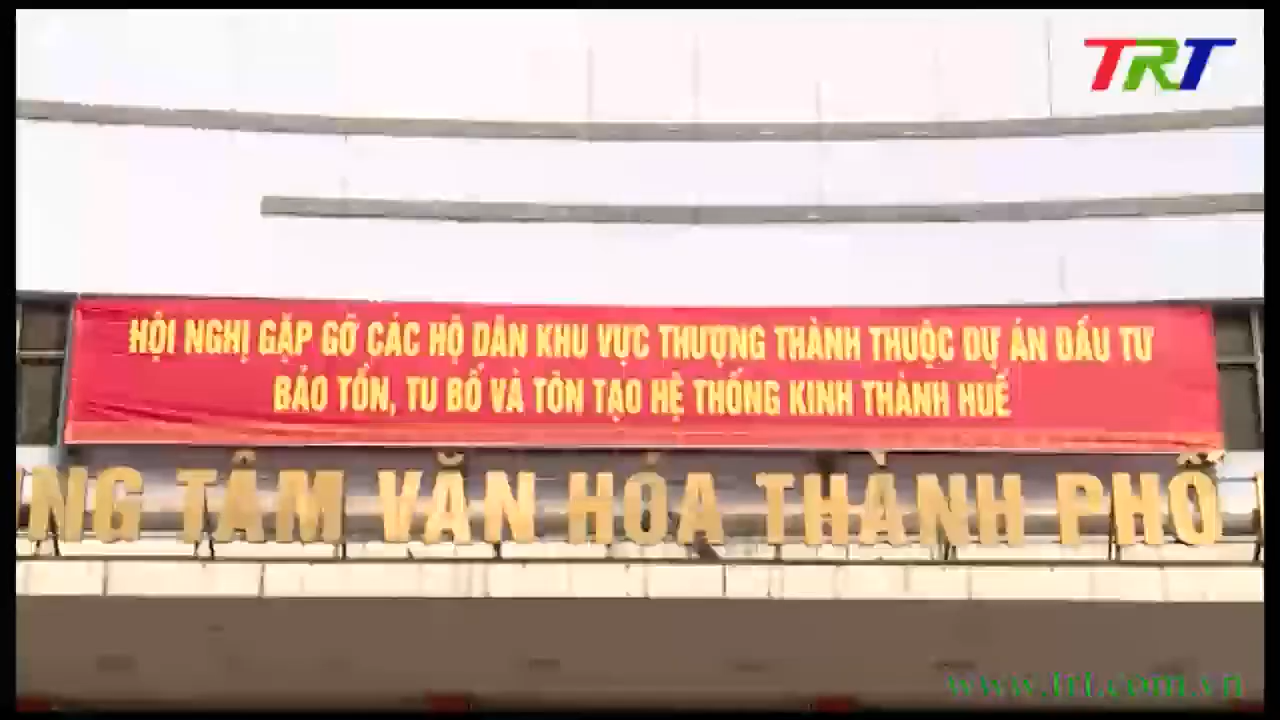 TRT
HỘI NGHỊ GẶP GỠ CÁC HỘ DÂN KHU VỰC THƯỢNG THÀNH THUỘC DỰ ÁN ĐẦU TƯ
BẢO TỒN, TU BỔ VÀ TÔN TẠO HỆ THỐNG KINH THÀNH HUẾ
NG TÂM VĂN HÓA THÀNH PHỐ
www.trt.com.vn